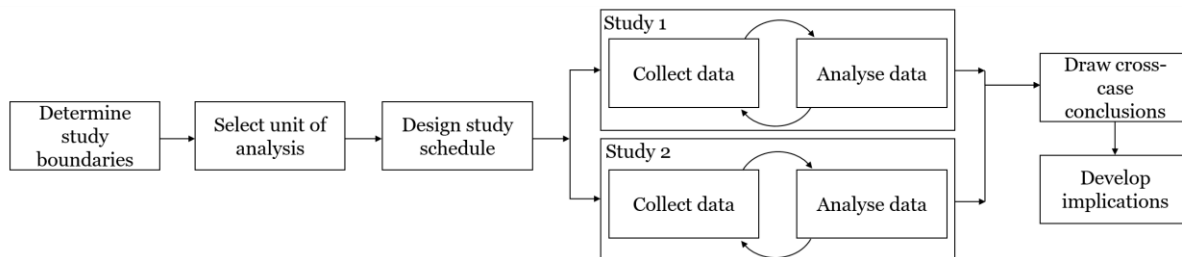 Determine
study
boundaries
Select unit of
analysis
Design study
schedule
Study 1
Collect data
Analyse data
Study 2
Collect data
Analyse data
Draw cross-
case
conclusions
Develop
implications